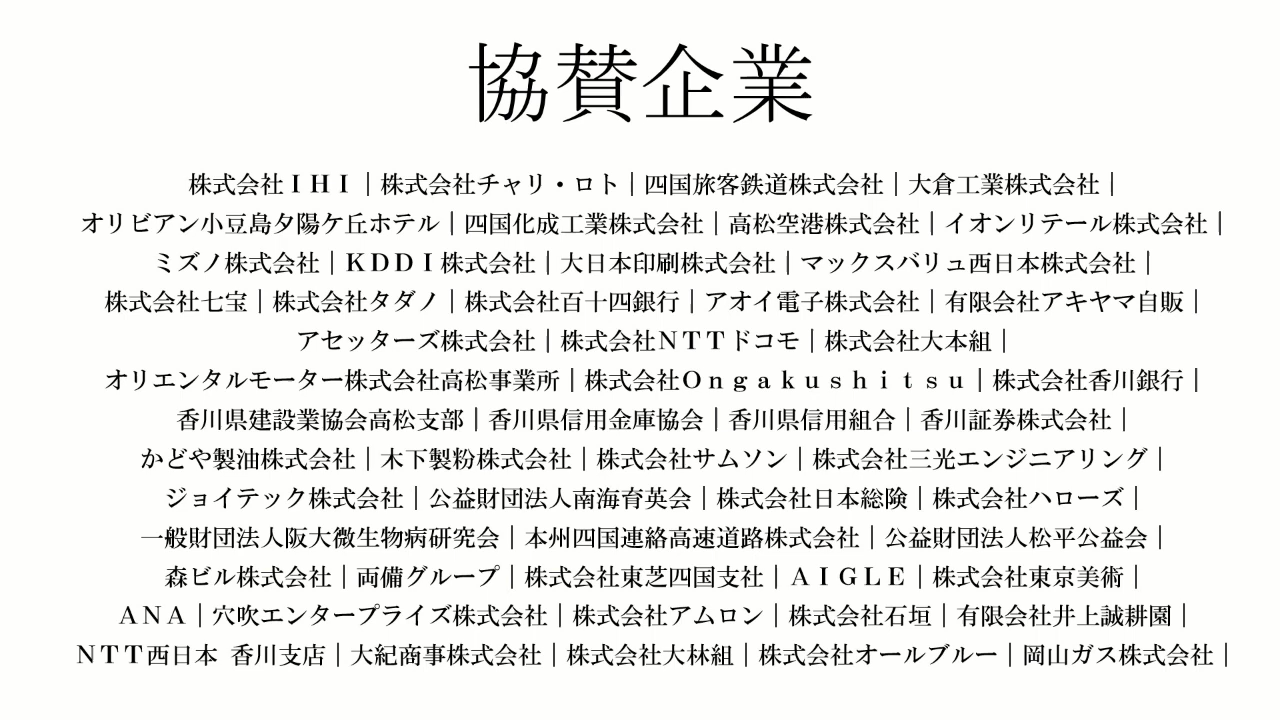 協賛企業
株式会社ＩＨＩ｜株式会社チャリ・ロト｜四国旅客鉄道株式会社｜大倉工業株式会社｜
オリビアン小豆島夕陽ケ丘ホテル｜四国化成工業株式会社｜高松空港株式会社｜イオンリテール株式会社｜
ミズノ株式会社｜ＫＤＤＩ株式会社｜大日本印刷株式会社｜マックスバリュ西日本株式会社｜
株式会社七宝｜株式会社タダノ｜株式会社百十四銀行｜アオイ電子株式会社｜有限会社アキヤマ自販｜
アセッターズ株式会社｜株式会社ＮＴＴドコモ｜株式会社大本組｜
オリエンタルモーター株式会社高松事業所｜株式会社Ｏｎｇａｋｕｓｈｉｔｓｕ｜株式会社香川銀行｜
香川県建設業協会高松支部｜香川県信用金庫協会｜香川県信用組合｜香川証券株式会社｜
かどや製油株式会社｜木下製粉株式会社｜株式会社サムソン｜株式会社三光エンジニアリング｜
ジョイテック株式会社｜公益財団法人南海育英会｜株式会社日本総険｜株式会社ハローズ｜
一般財団法人阪大微生物病研究会｜本州四国連絡高速道路株式会社｜公益財団法人松平公益会｜
森ビル株式会社｜両備グループ｜株式会社東芝四国支社｜ＡＩＧＬＥ｜株式会社東京美術｜
ＡＮＡ｜穴吹エンタープライズ株式会社｜株式会社アムロン｜株式会社石垣｜有限会社井上誠耕園｜
ＮＴＴ西日本 香川支店｜大紀商事株式会社｜株式会社大林組｜株式会社オールブルー｜岡山ガス株式会社｜